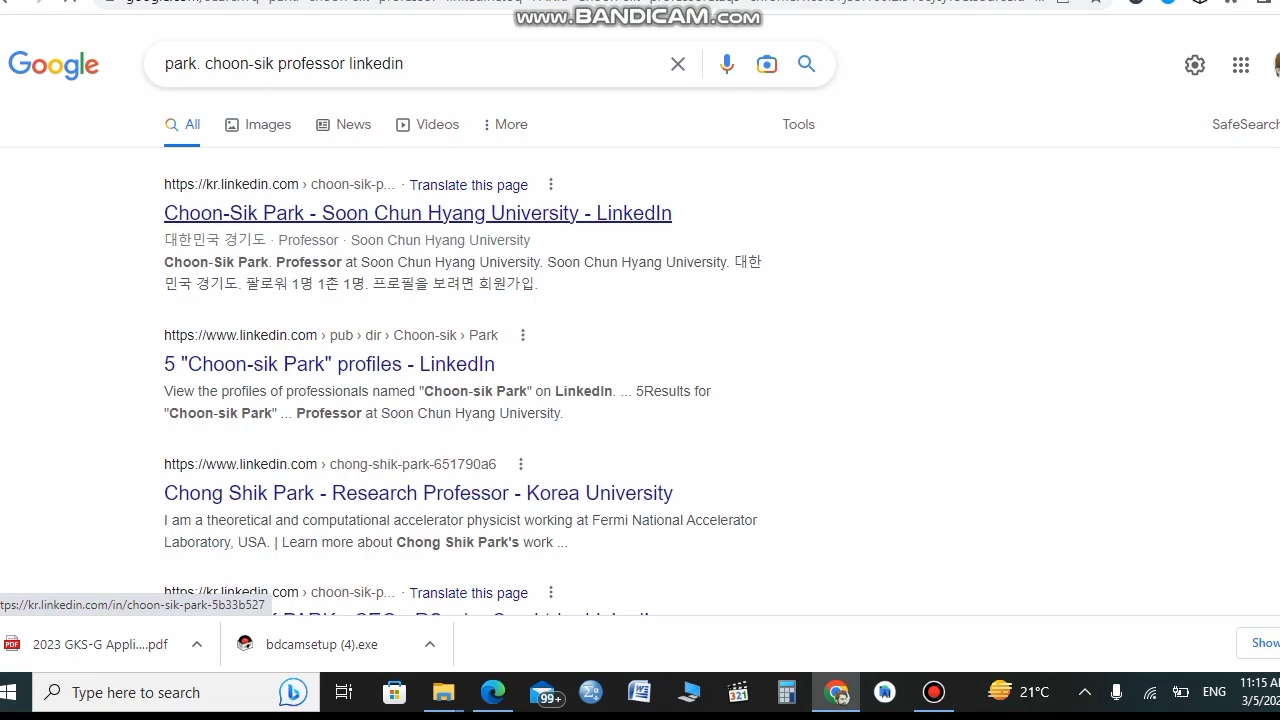 www.BANDICAM.com
Google
park. choon-sik professor linkedin
All
Images
News
Videos
More
Tools
SafeSearch
https://kr.linkedin.com › choon-sik-p... · Translate this page
Choon-Sik Park - Soon Chun Hyang University - LinkedIn
대한민국 경기도 · Professor · Soon Chun Hyang University
Choon-Sik Park. Professor at Soon Chun Hyang University. Soon Chun Hyang University. 대한
민국 경기도. 팔로워 1명 1촌 1명. 프로필을 보려면 회원가입.
https://www.linkedin.com › pub › dir › Choon-sik › Park
5 "Choon-sik Park" profiles - LinkedIn
View the profiles of professionals named "Choon-sik Park" on LinkedIn. ... 5Results for
"Choon-sik Park" ... Professor at Soon Chun Hyang University.
https://www.linkedin.com › chong-shik-park-651790a6
Chong Shik Park - Research Professor - Korea University
I am a theoretical and computational accelerator physicist working at Fermi National Accelerator
Laboratory, USA. | Learn more about Chong Shik Park's work ...
https://kr.linkedin.com › choon-sik-p... · Translate this page
tps://kr.linkedin.com/in/choon-sik-park-5b33b527
PDF
2023 GKS-G Appli....pdf
bdcamsetup (4).exe
Show
Type here to search
99+
321
21°C
ENG
11:15 A
3/5/20